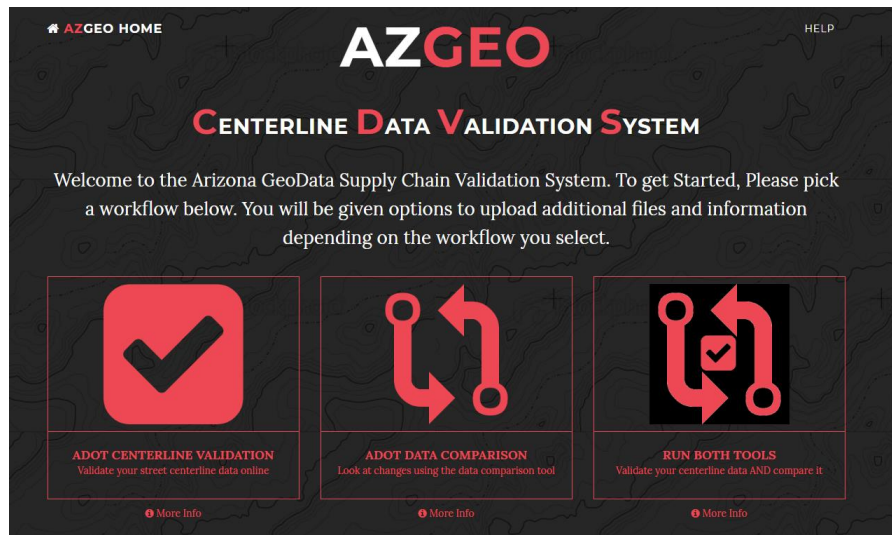 AZGEO HOME
HELP
AZGEO
CENTERLINE DATA VALIDATION SYSTEM
Welcome to the Arizona GeoData Supply Chain Validation System. To get Started, Please pick
a workflow below. You will be given options to upload additional files and information
depending on the workflow you select.
ADOT CENTERLINE VALIDATION
Validate your street centerline data online
More Info
ADOT DATA COMPARISON
Look at changes using the data comparison tool
More Info
RUN BOTH TOOLS
Validate your centerline data AND compare it
More Info